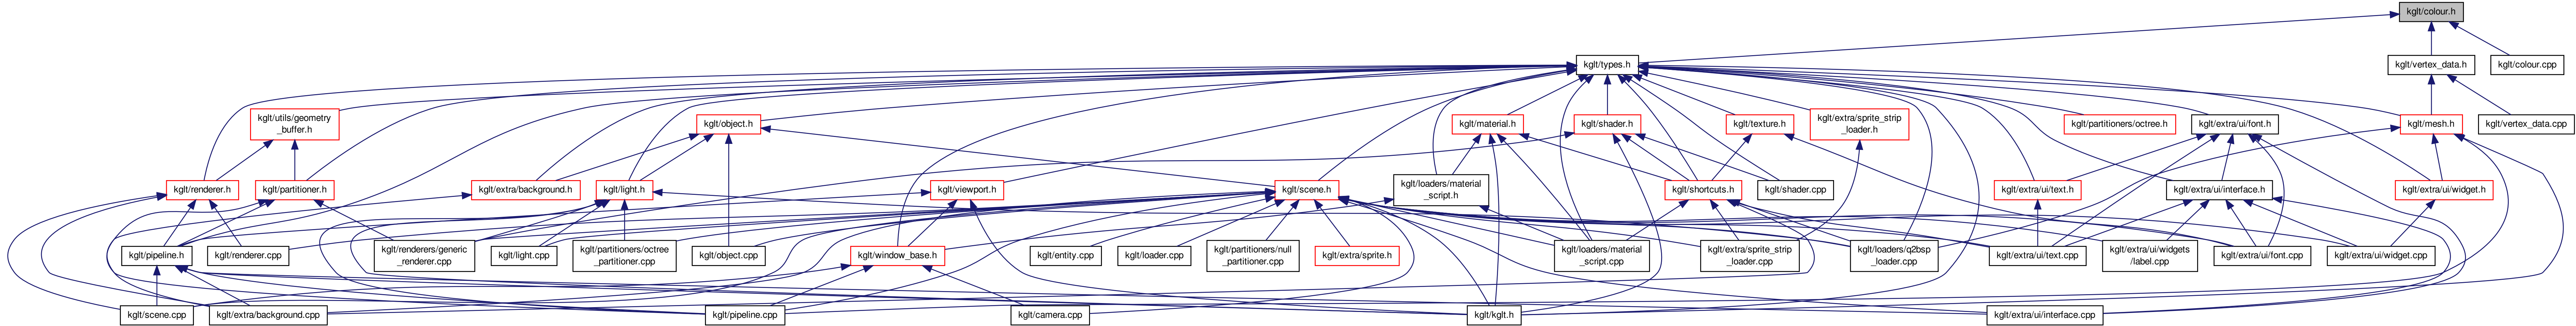 kglt/colour.h
kglt/types.h
kglt/vertex_data.h
kglt/colour.cpp
kglt/utils/geometry
_buffer.h
kglt/object.h
kglt/material.h
kglt/shader.h
kglt/texture.h
kglt/extra/sprite_strip
_loader.h
kglt/partitioners/octree.h
kglt/extra/ui/font.h
kglt/mesh.h
kglt/vertex_data.cpp
kglt/renderer.h
kglt/partitioner.h
kglt/extra/background.h
kglt/light.h
kglt/viewport.h
kglt/scene.h
kglt/loaders/material
_script.h
kglt/shortcuts.h
kglt/shader.cpp
kglt/extra/ui/text.h
kglt/extra/ui/interface.h
kglt/extra/ui/widget.h
kglt/pipeline.h
kglt/renderer.cpp
kglt/renderers/generic
_renderer.cpp
kglt/light.cpp
kglt/partitioners/octree
_partitioner.cpp
kglt/object.cpp
kglt/window_base.h
kglt/entity.cpp
kglt/loader.cpp
kglt/partitioners/null
_partitioner.cpp
kglt/extra/sprite.h
kglt/loaders/material
_script.cpp
kglt/extra/sprite_strip
_loader.cpp
kglt/loaders/q2bsp
_loader.cpp
kglt/extra/ui/text.cpp
kglt/extra/ui/widgets
/label.cpp
kglt/extra/ui/font.cpp
kglt/extra/ui/widget.cpp
kglt/scene.cpp
kglt/extra/background.cpp
kglt/pipeline.cpp
kglt/camera.cpp
kglt/kglt.h
kglt/extra/ui/interface.cpp